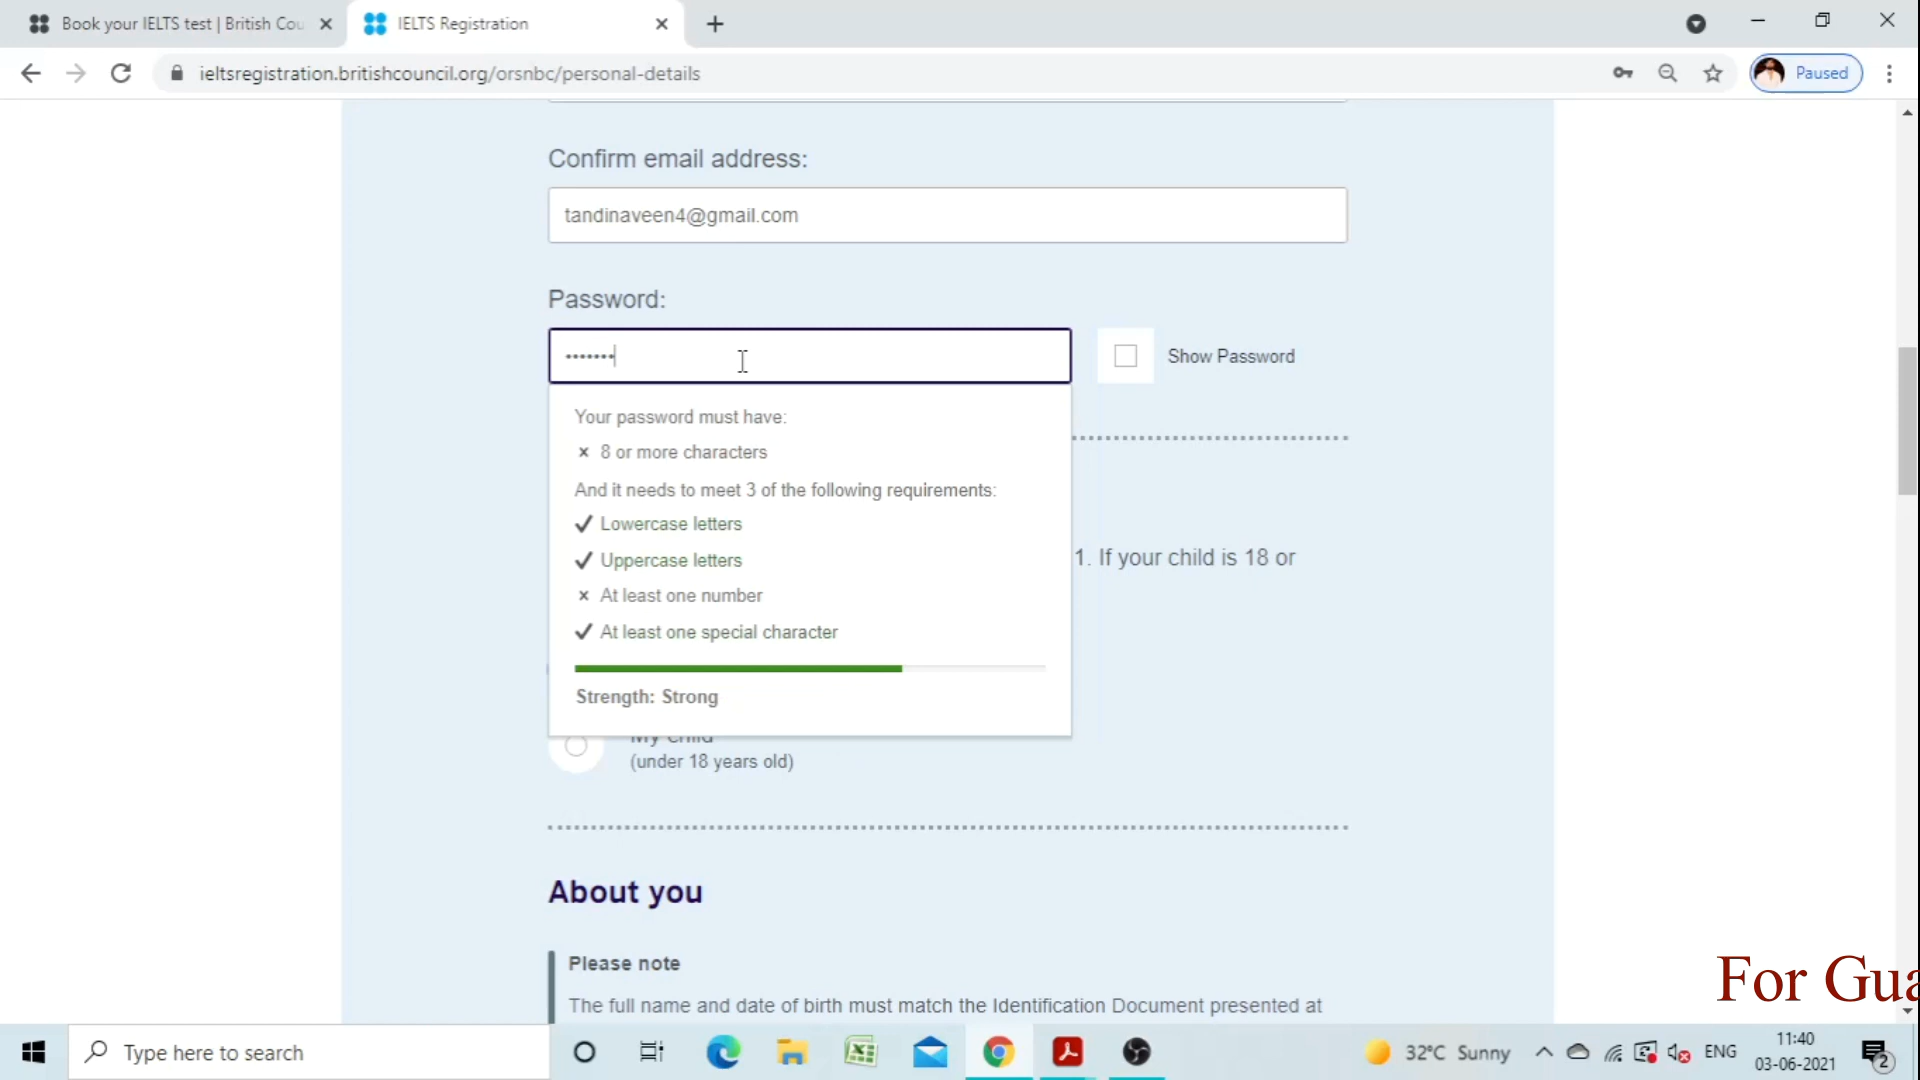 Book your IELTS test | British Cou
IELTS Registration
ieltsregistration.britishcouncil.org/orsnbc/personal-details
Paused
Confirm email address:
tandinaveen4@gmail.com
Password:
•••••••
Show Password
Your password must have:
8 or more characters
And it needs to meet 3 of the following requirements:
Lowercase letters
Uppercase letters
At least one number
At least one special character
Strength: Strong
1. If your child is 18 or
My child
(under 18 years old)
About you
Please note
The full name and date of birth must match the Identification Document presented at
For Gua
Type here to search
32°C Sunny
ENG
11:40
03-06-2021
2